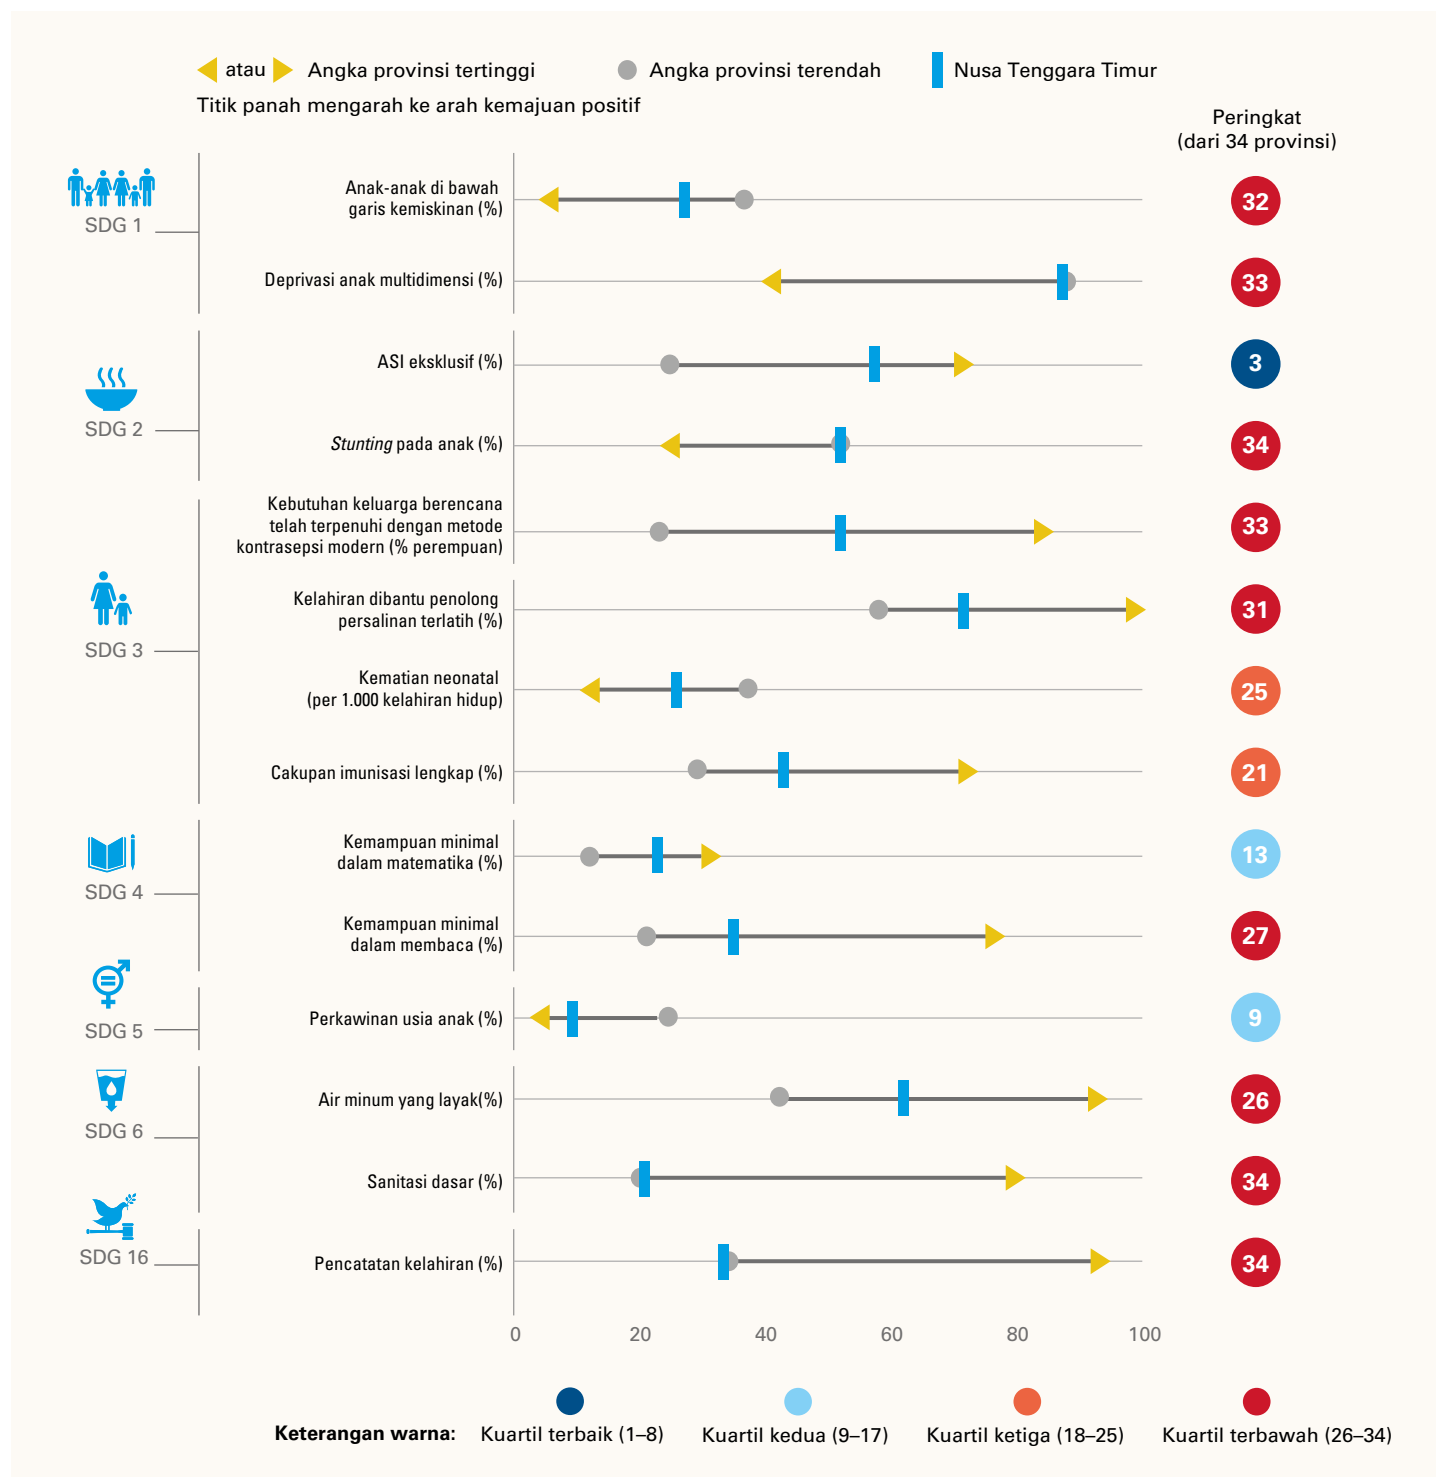 atau
Angka provinsi tertinggi
Angka provinsi terendah
Nusa Tenggara Timur
Titik panah mengarah ke arah kemajuan positif
Peringkat
(dari 34 provinsi)
SDG 1
Anak-anak di bawah
garis kemiskinan (%)
32
Deprivasi anak multidimensi (%)
33
SDG 2
ASI eksklusif (%)
3
Stunting pada anak (%)
34
SDG 3
Kebutuhan keluarga berencana
telah terpenuhi dengan metode
kontrasepsi modern (% perempuan)
33
Kelahiran dibantu penolong
persalinan terlatih (%)
31
Kematian neonatal
(per 1.000 kelahiran hidup)
25
Cakupan imunisasi lengkap (%)
21
SDG 4
Kemampuan minimal
dalam matematika (%)
13
Kemampuan minimal
dalam membaca (%)
27
SDG 5
Perkawinan usia anak (%)
9
SDG 6
Air minum yang layak(%)
26
Sanitasi dasar (%)
34
SDG 16
Pencatatan kelahiran (%)
34
0 20 40 60 80 100
Keterangan warna: Kuartil terbaik (1–8) Kuartil kedua (9–17) Kuartil ketiga (18–25) Kuartil terbawah (26–34)